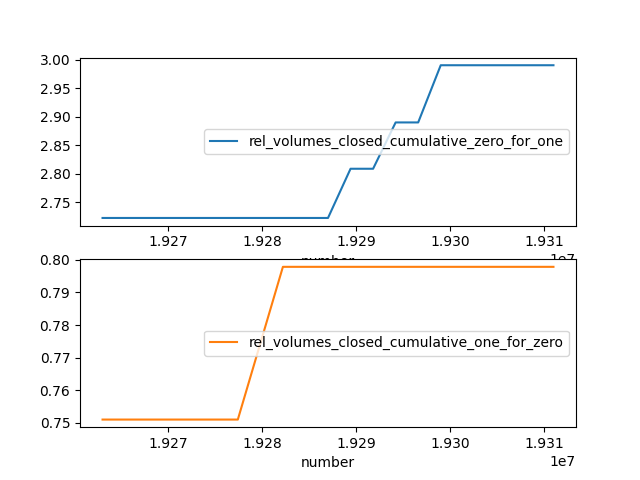 3.00
2.95
2.90
2.85
2.80
2.75
rel_volumes_closed_cumulative_zero_for_one
1.927 1.928 1.929 1.930 1.931
number 1e7
0.80
0.79
0.78
0.77
0.76
0.75
rel_volumes_closed_cumulative_one_for_zero
1.927 1.928 1.929 1.930 1.931
number 1e7